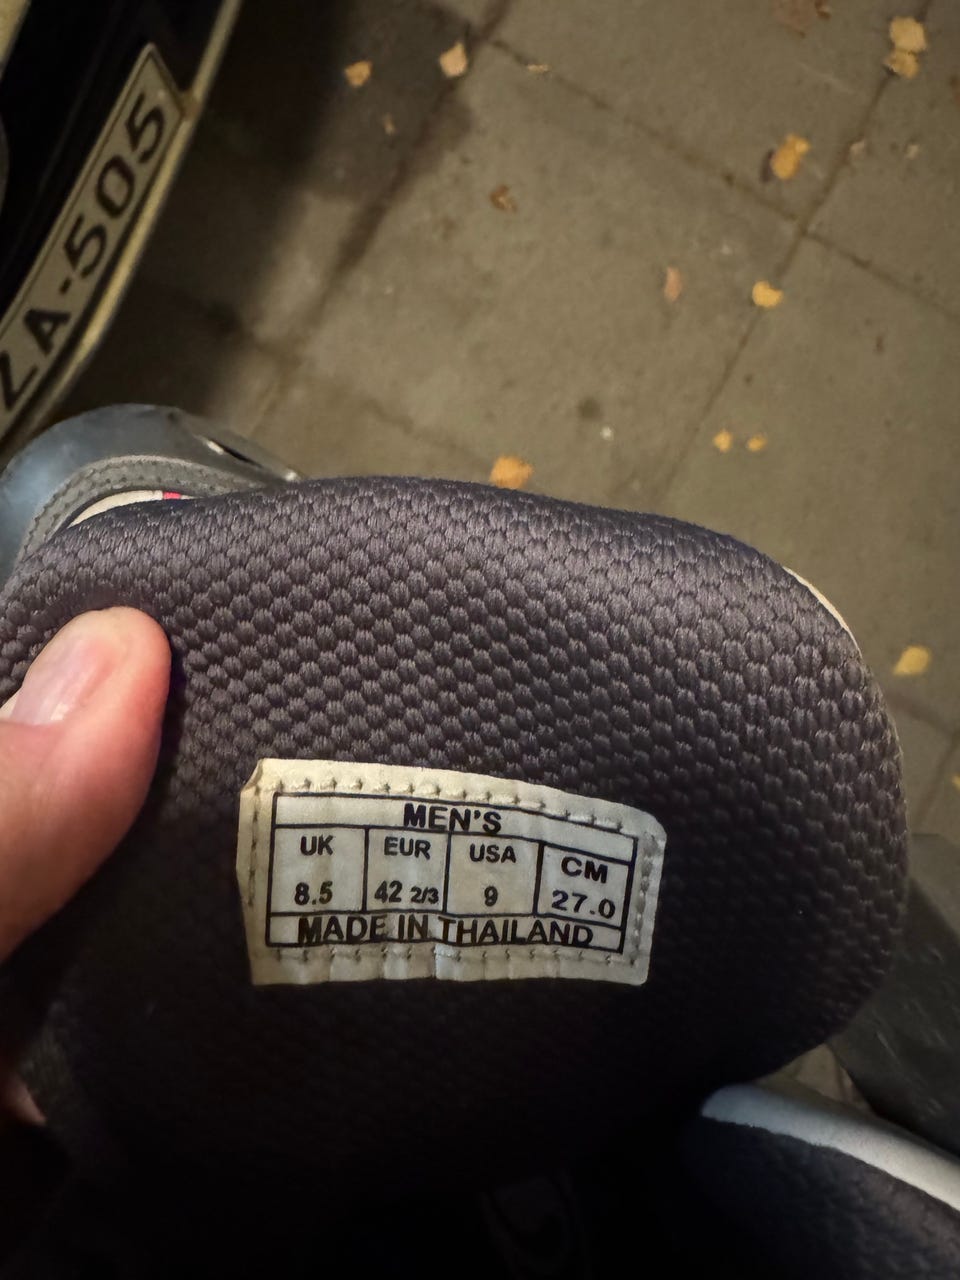 ZA-505
MEN'S
UK EUR USA CM
8.5 42 2/3 9 27.0
MADE IN THAILAND